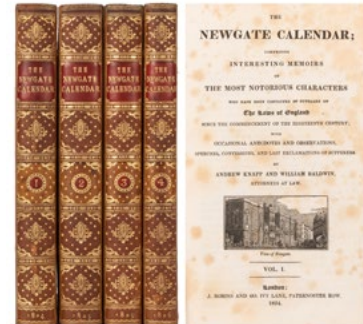 THE
NEWGATE
CALENDAR
1
THE
NEWGATE
CALENDAR
2
THE
NEWGATE
CALENDAR
3
THE
NEWGATE
CALENDAR
4
THE
NEWGATE CALENDAR;
COMPRISING
INTERESTING MEMOIRS
OF
THE MOST NOTORIOUS CHARACTERS
WHO HAVE BEEN CONVICTED OF OUTRAGES ON
The Laws of England
SINCE THE COMMENCEMENT OF THE EIGHTEENTH CENTURY;
WITH
OCCASIONAL ANECDOTES AND OBSERVATIONS,
SPEECHES, CONFESSIONS, AND LAST EXCLAMATIONS OF SUFFERERS.
BY
ANDREW KNAPP AND WILLIAM BALDWIN,
ATTORNEYS AT LAW.
View of Newgate.
VOL. I.
London:
J. ROBINS AND CO. IVY LANE, PATERNOSTER ROW.
1824.